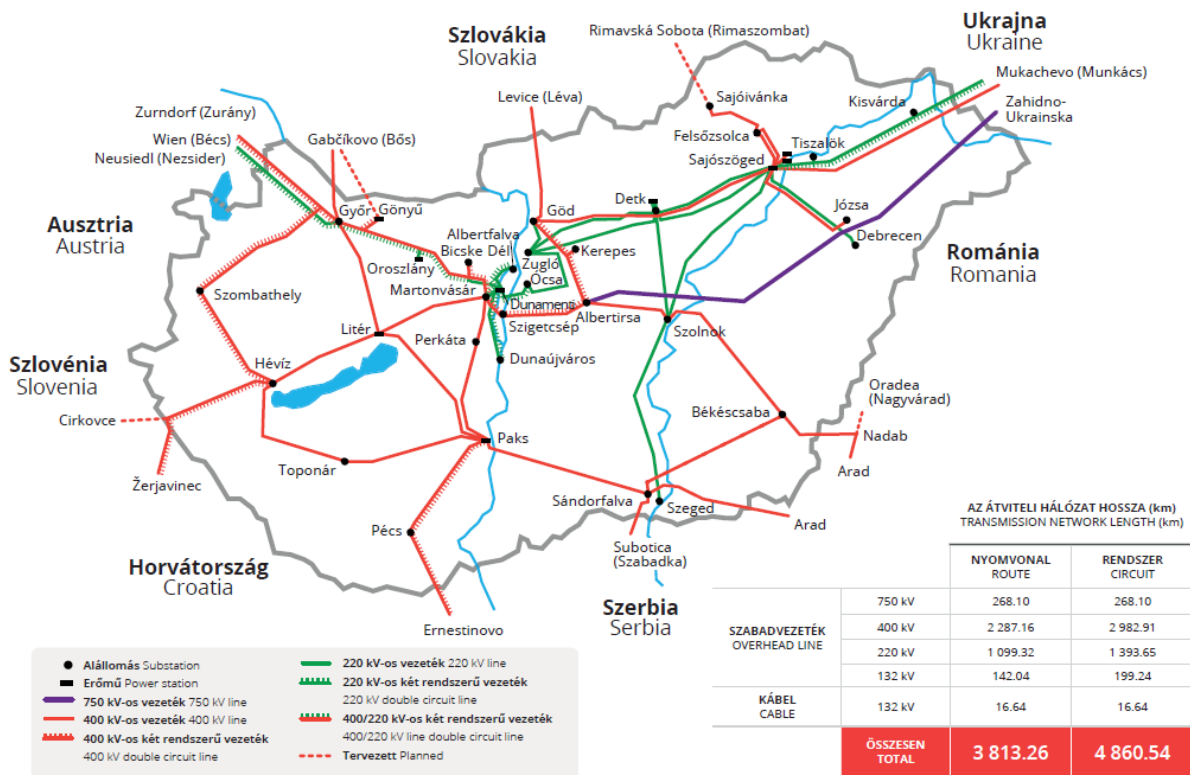 Szlovákia
Slovakia
Ukrajna
Ukraine
Rimavská Sobota (Rimaszombat)
Mukachevo (Munkács)
Levice (Léva)
Sajóivánka
Kisvárda
Zahidno-
Ukrainska
Zurndorf (Zurány)
Wien (Bécs)
Gabčíkovo (Bős)
Neusiedl (Nezsider)
Felsőzsolca
Tiszalök
Sajószöged
Ausztria
Austria
Győr
Gönyű
Göd
Detk
Józsa
Debrecen
Albertfalva
Bicske Dél
Kerepes
Románia
Romania
Oroszlány
Zugló
Ócsa
Martonvásár
Szombathely
Dunamenti
Szigetcsép
Albertirsa
Szolnok
Litér
Perkáta
Dunaújváros
Szlovénia
Slovenia
Hévíz
Oradea
(Nagyvárad)
Cirkovce
Békéscsaba
Nadab
Paks
Arad
Toponár
Žerjavinec
Sándorfalva
Szeged
Arad
Pécs
Subotica
(Szabadka)
Horvátország
Croatia
Szerbia
Serbia
Ernestinovo
Alállomás Substation
Erőmű Power station
750 kV-os vezeték 750 kV line
400 kV-os vezeték 400 kV line
400 kV-os két rendszerű vezeték
400 kV double circuit line
220 kV-os vezeték 220 kV line
220 kV-os két rendszerű vezeték
220 kV double circuit line
400/220 kV-os két rendszerű vezeték
400/220 kV line double circuit line
Tervezett Planned
AZ ÁTVITELI HÁLÓZAT HOSSZA (km)
TRANSMISSION NETWORK LENGTH (km)
NYOMVONAL RENDSZER
ROUTE CIRCUIT
SZABADVEZETÉK
OVERHEAD LINE
750 kV 268.10 268.10
400 kV 2 287.16 2 982.91
220 kV 1 099.32 1 393.65
132 kV 142.04 199.24
KÁBEL
CABLE
132 kV 16.64 16.64
ÖSSZESEN
TOTAL
3 813.26 4 860.54